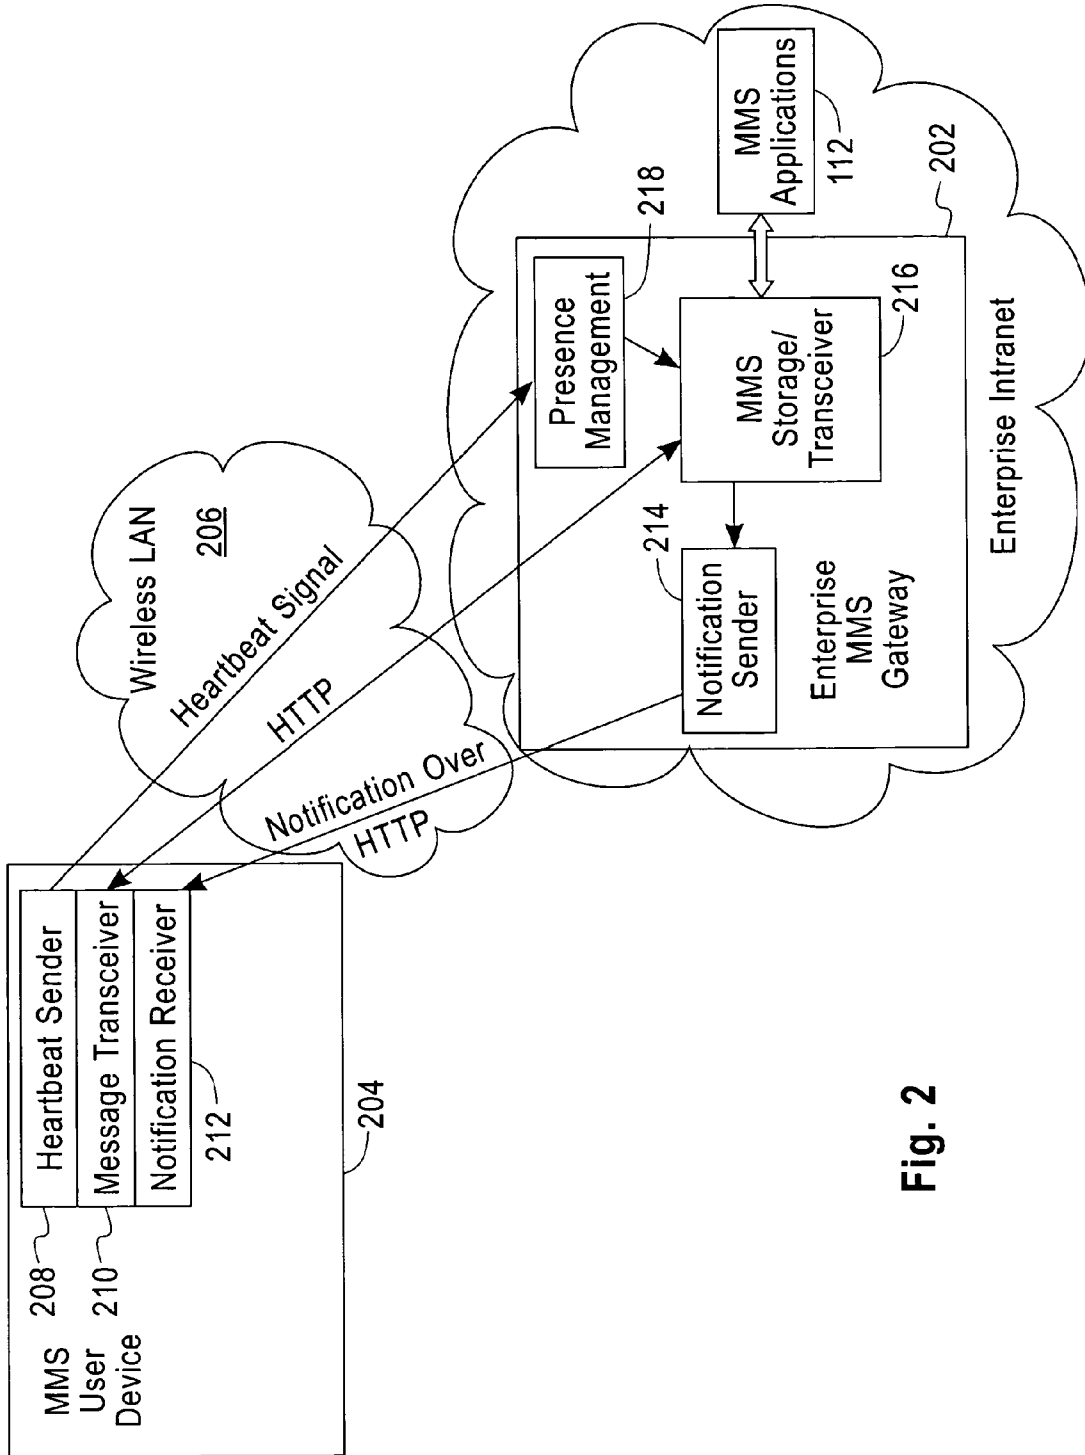 MMS
User
Device
208
210
Heartbeat Sender
Message Transceiver
Notification Receiver
212
204
Wireless LAN
206
Heartbeat Signal
HTTP
Notification Over
HTTP
Presence
Management
218
MMS
Applications
112
202
MMS
Storage/
Transceiver
216
214
Notification
Sender
Enterprise
MMS
Gateway
Enterprise Intranet
Fig. 2